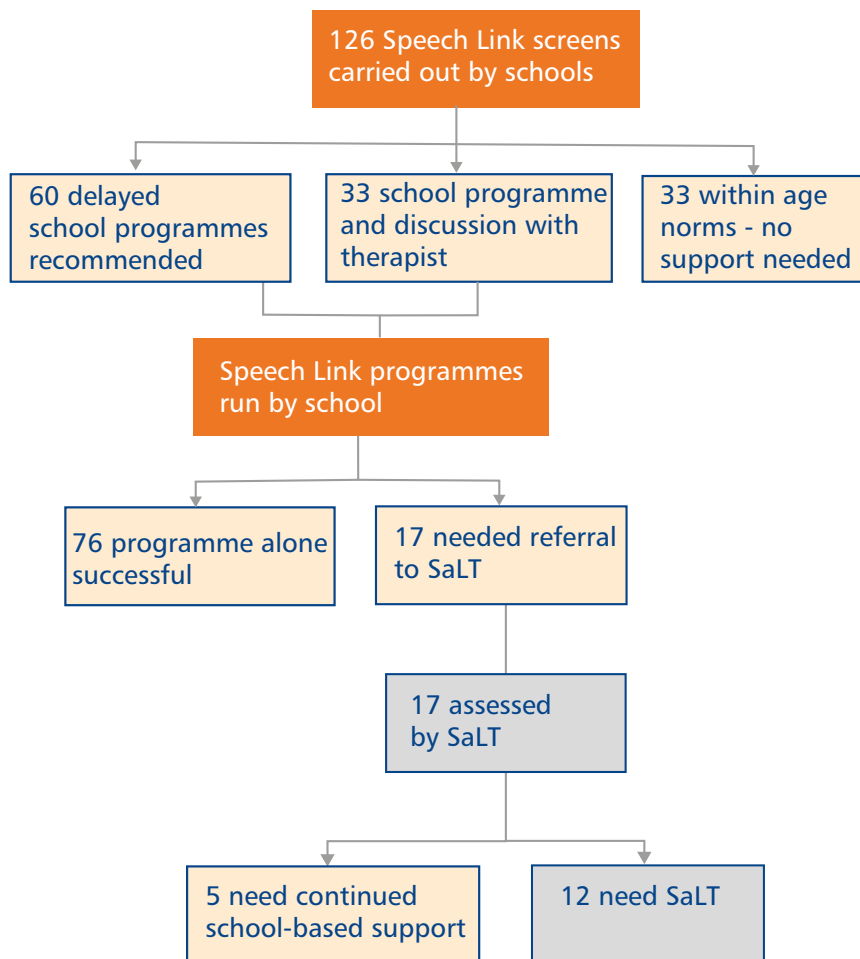 126 Speech Link screens
carried out by schools
60 delayed
school programmes
recommended
33 school programme
and discussion with
therapist
33 within age
norms - no
support needed
Speech Link programmes
run by school
76 programme alone
successful
17 needed referral
to SaLT
17 assessed
by SaLT
5 need continued
school-based support
12 need SaLT